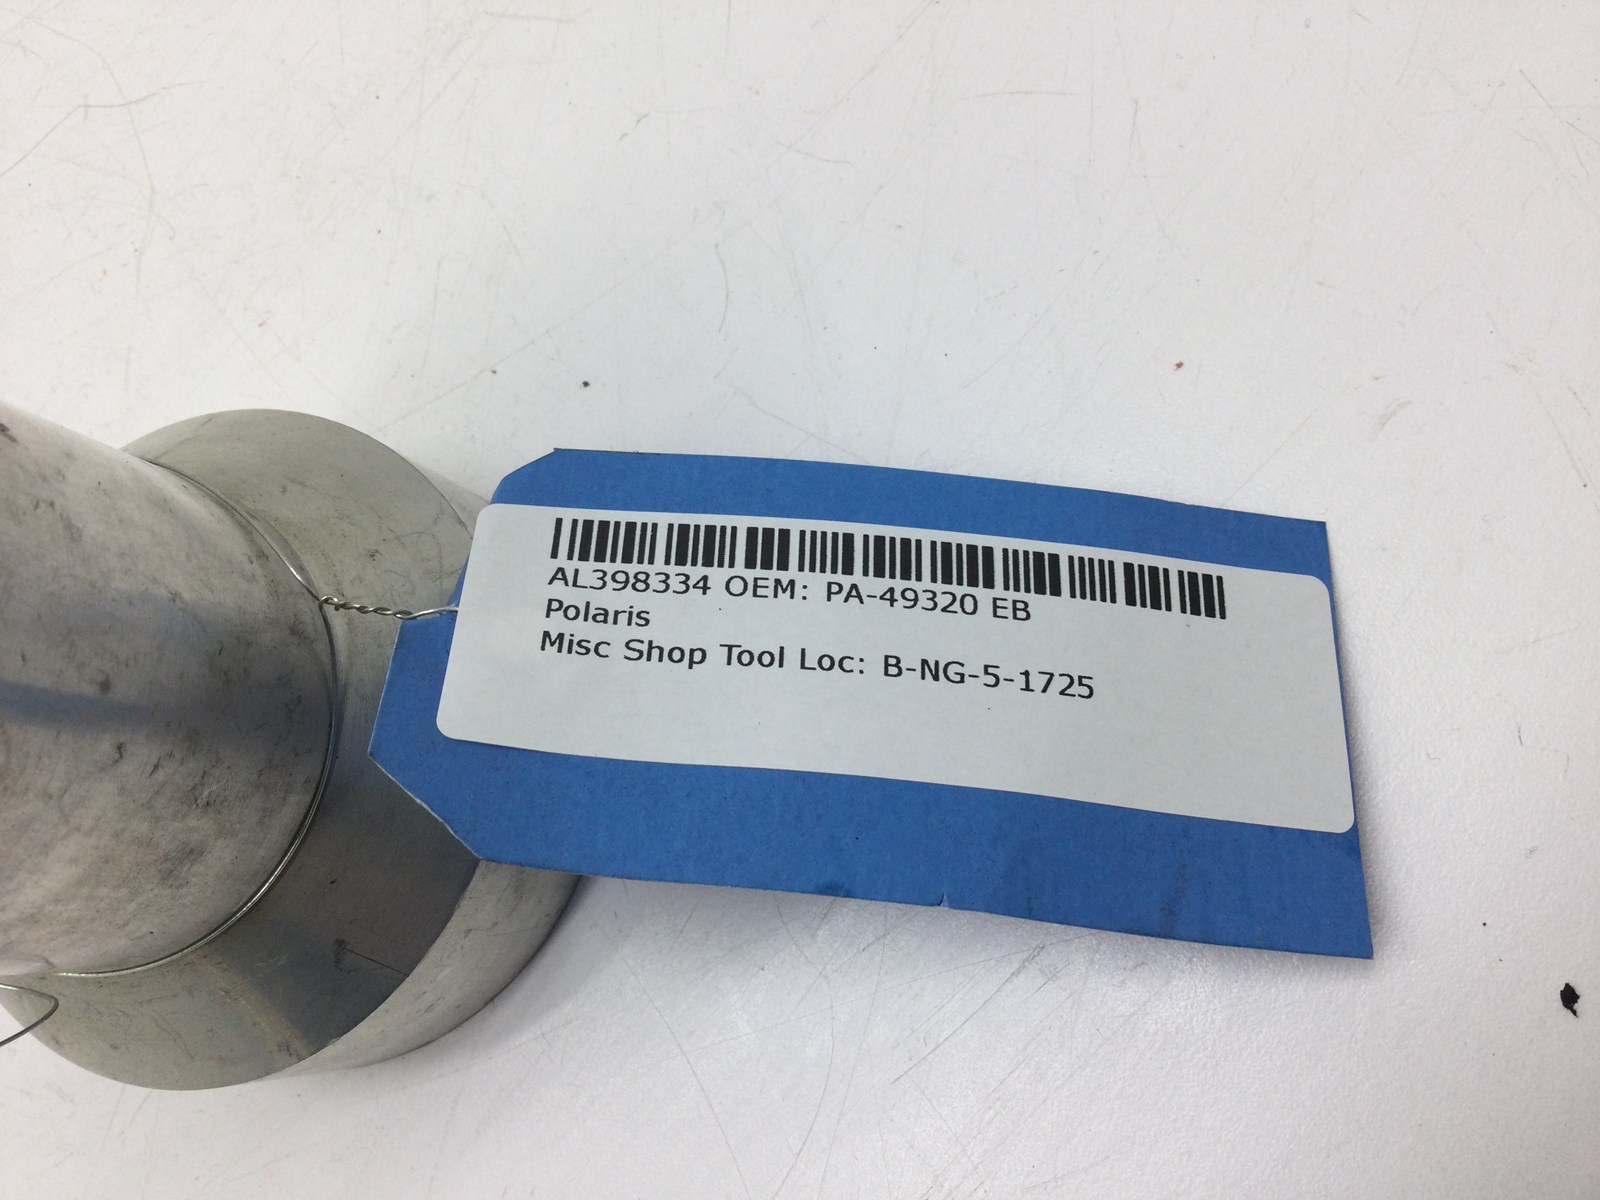 AL398334 OEM: PA-49320 EB
Polaris
Misc Shop Tool Loc: B-NG-5-1725